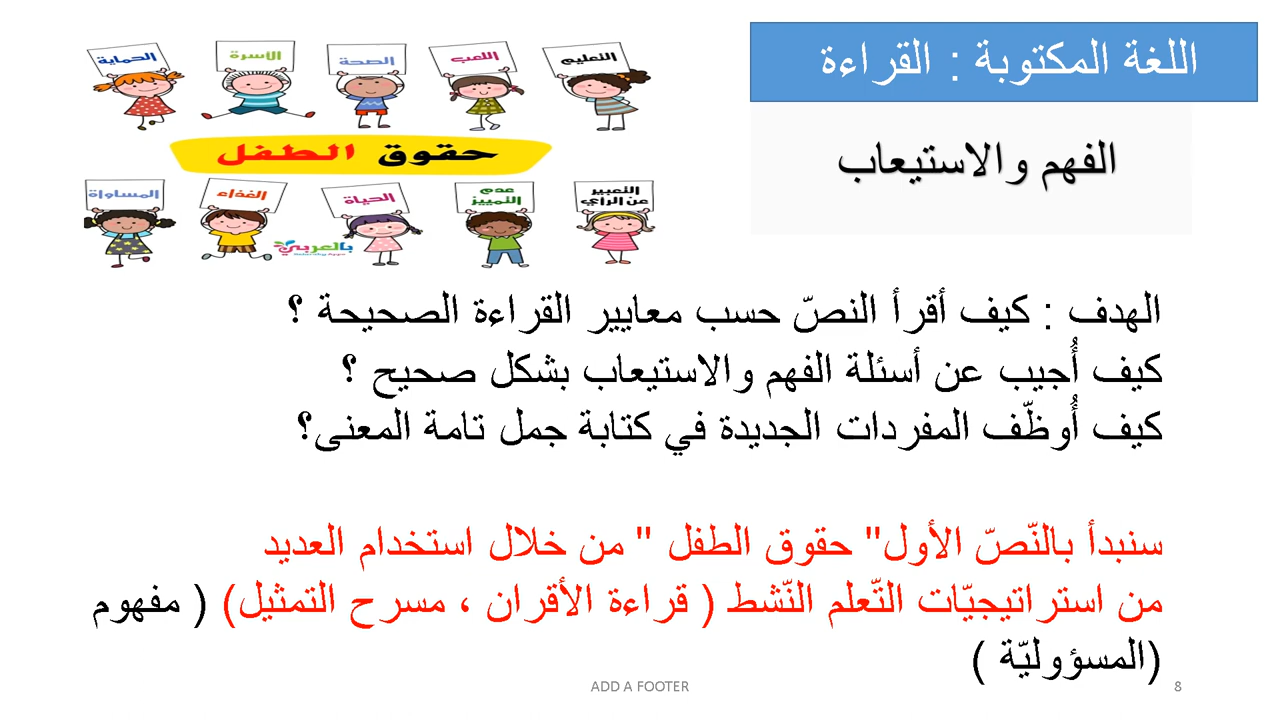 اللغة المكتوبة : القراءة
الفهم والاستيعاب
التعليم
اللعب
الصحة
الأسرة
الحماية
حقوق الطفل
التعبير
عن الرأي
عدم
التمييز
الحياة
الغذاء
المساواة
بالعربي
الهدف : كيف أقرأ النصّ حسب معايير القراءة الصحيحة ؟
كيف أُجيب عن أسئلة الفهم والاستيعاب بشكل صحيح ؟
كيف أُوظّف المفردات الجديدة في كتابة جمل تامة المعنى؟
سنبدأ بالنّصّ الأول" حقوق الطفل " من خلال استخدام العديد
من استراتيجيّات التّعلم النّشط ( قراءة الأقران ، مسرح التمثيل) ( مفهوم
(المسؤوليّة )
ADD A FOOTER
8